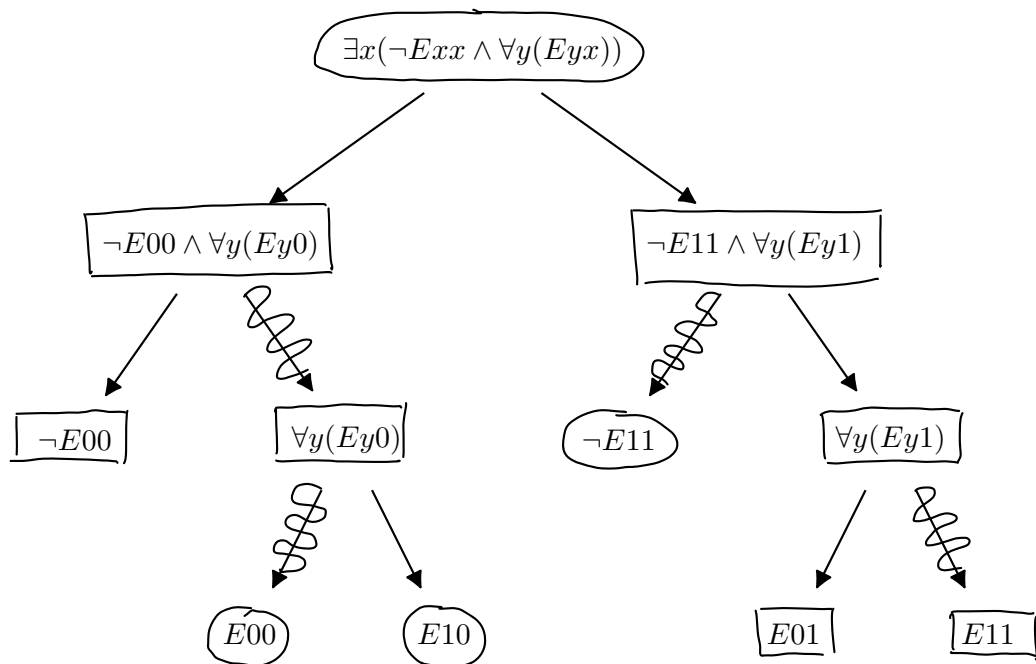 ∃x(¬Exx ∧ ∀y(Eyx))
¬E00 ∧ ∀y(Ey0)
¬E11 ∧ ∀y(Ey1)
¬E00
∀y(Ey0)
¬E11
∀y(Ey1)
E00
E10
E01
E11